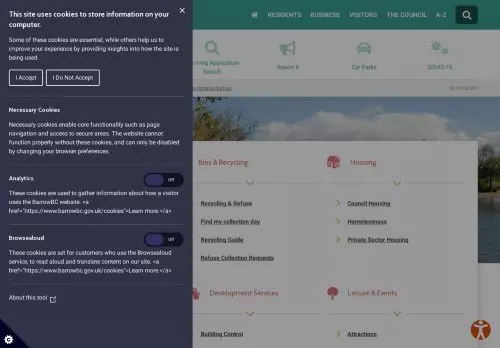 This site uses cookies to store information on your
computer.
Some of these cookies are essential, while others help us to
improve your experience by providing insights into how the site is
being used.
I Accept
I Do Not Accept
Necessary Cookies
Necessary cookies enable core functionality such as page
navigation and access to secure areas. The website cannot
function properly without these cookies, and can only be disabled
by changing your browser preferences.
Analytics
Off
These cookies are used to gather information about how a visitor
uses the BarrowBC website. <a
href="https://www.barrowbc.gov.uk/cookies">Learn more.</a>
Browsealoud
Off
These cookies are set for customers who use the Browsealoud
service, to read aloud and translate content on our site. <a
href="https://www.barrowbc.gov.uk/cookies">Learn more.</a>
About this tool
RESIDENTS
BUSINESS
VISITORS
THE COUNCIL
A-Z
Application
Search
Report It
Car Parks
COVID-19
Bins & Recycling
Recycling & Refuse
Find my collection day
Recycling Guide
Refuse Collection Requests
Housing
Council Housing
Homelessness
Private Sector Housing
Development Services
Building Control
Leisure & Events
Attractions